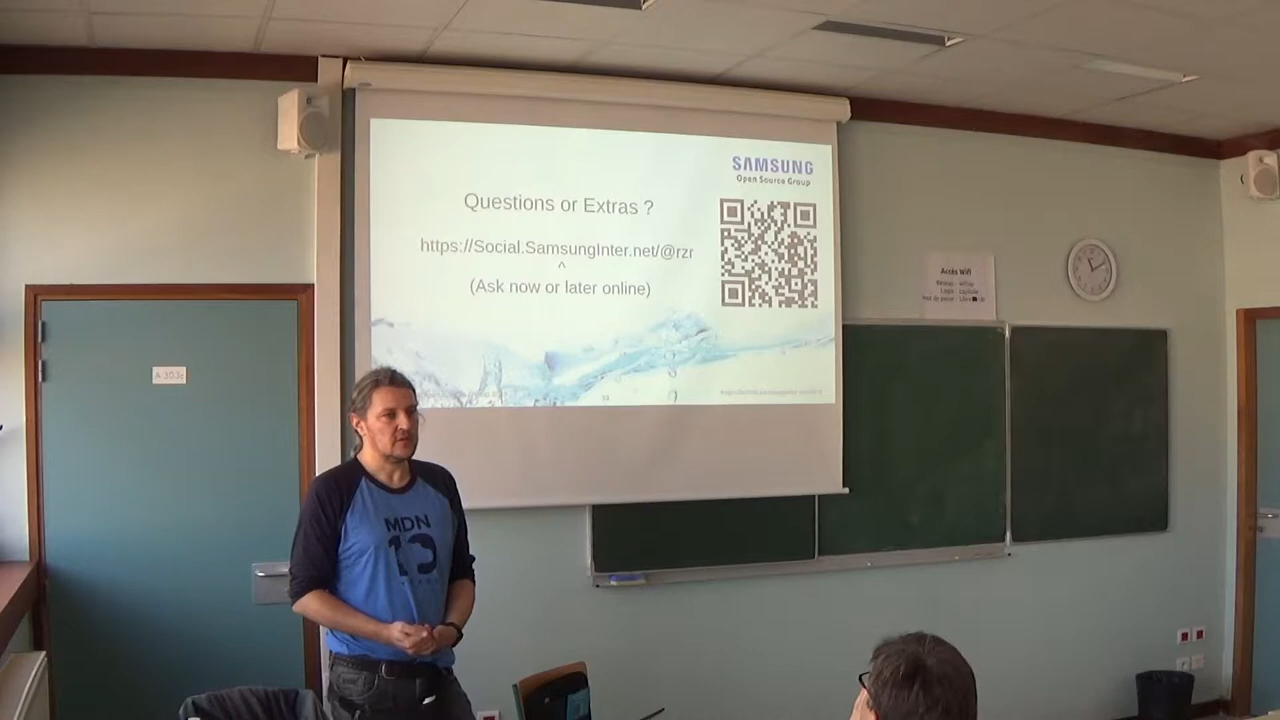 SAMSUNG
Open Source Group
Questions or Extras ?
https://Social.SamsungInter.net/@rzr
^
(Ask now or later online)
Accès Wifi
A 303c
MDN
10